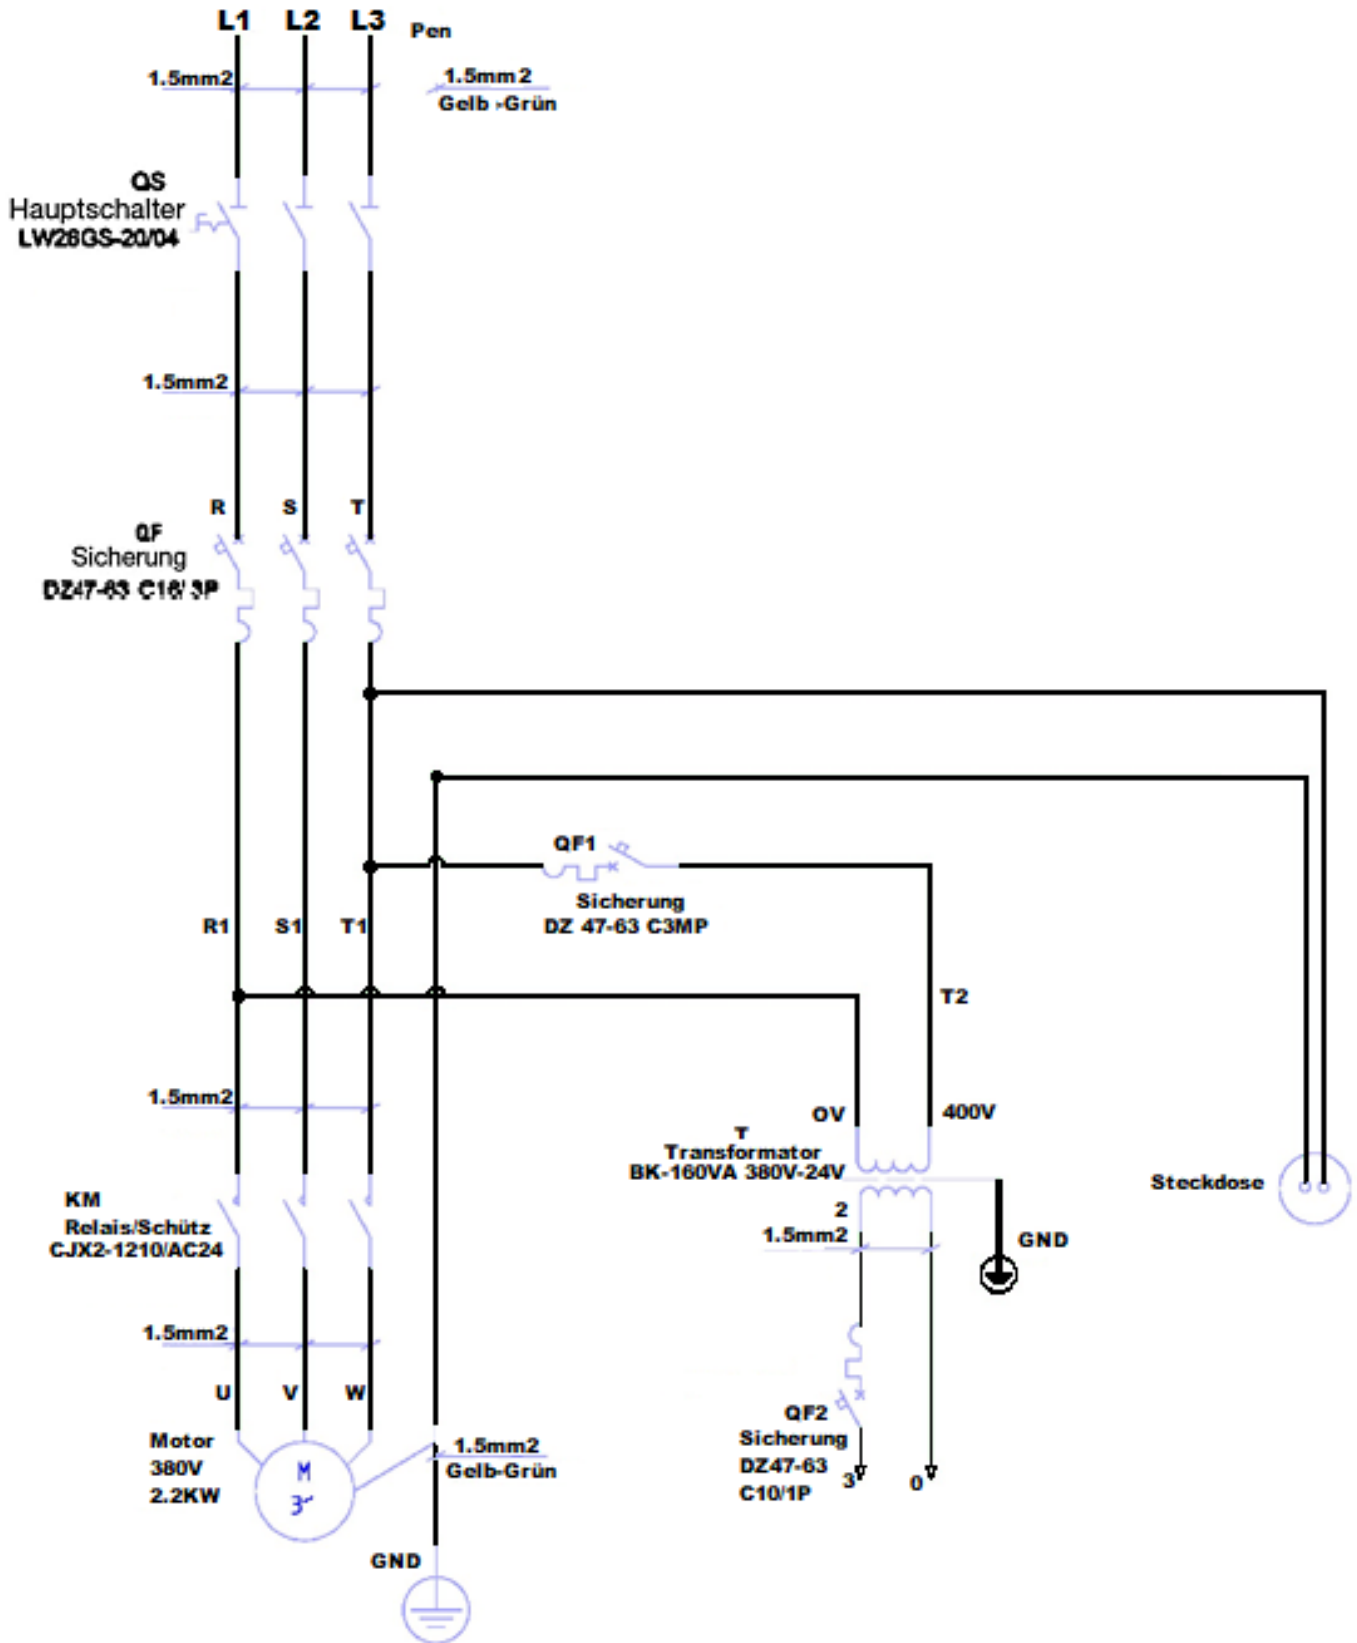 L1 L2 L3 Pen
1.5mm2
1.5mm2
Gelb-Grün
QS
Hauptschalter
LW26GS-20/04
1.5mm2
R S T
QF
Sicherung
DZ47-63 C16/ 3P
QF1
Sicherung
DZ 47-63 C3MP
R1 S1 T1
T2
1.5mm2
OV
400V
T
Transformator
BK-160VA 380V-24V
Steckdose
KM
Relais/Schütz
CJX2-1210/AC24
2
1.5mm2
GND
1.5mm2
U V W
QF2
Sicherung
DZ47-63
C10/1P
3
0
Motor
380V
2.2KW
M
3~
1.5mm2
Gelb-Grün
GND